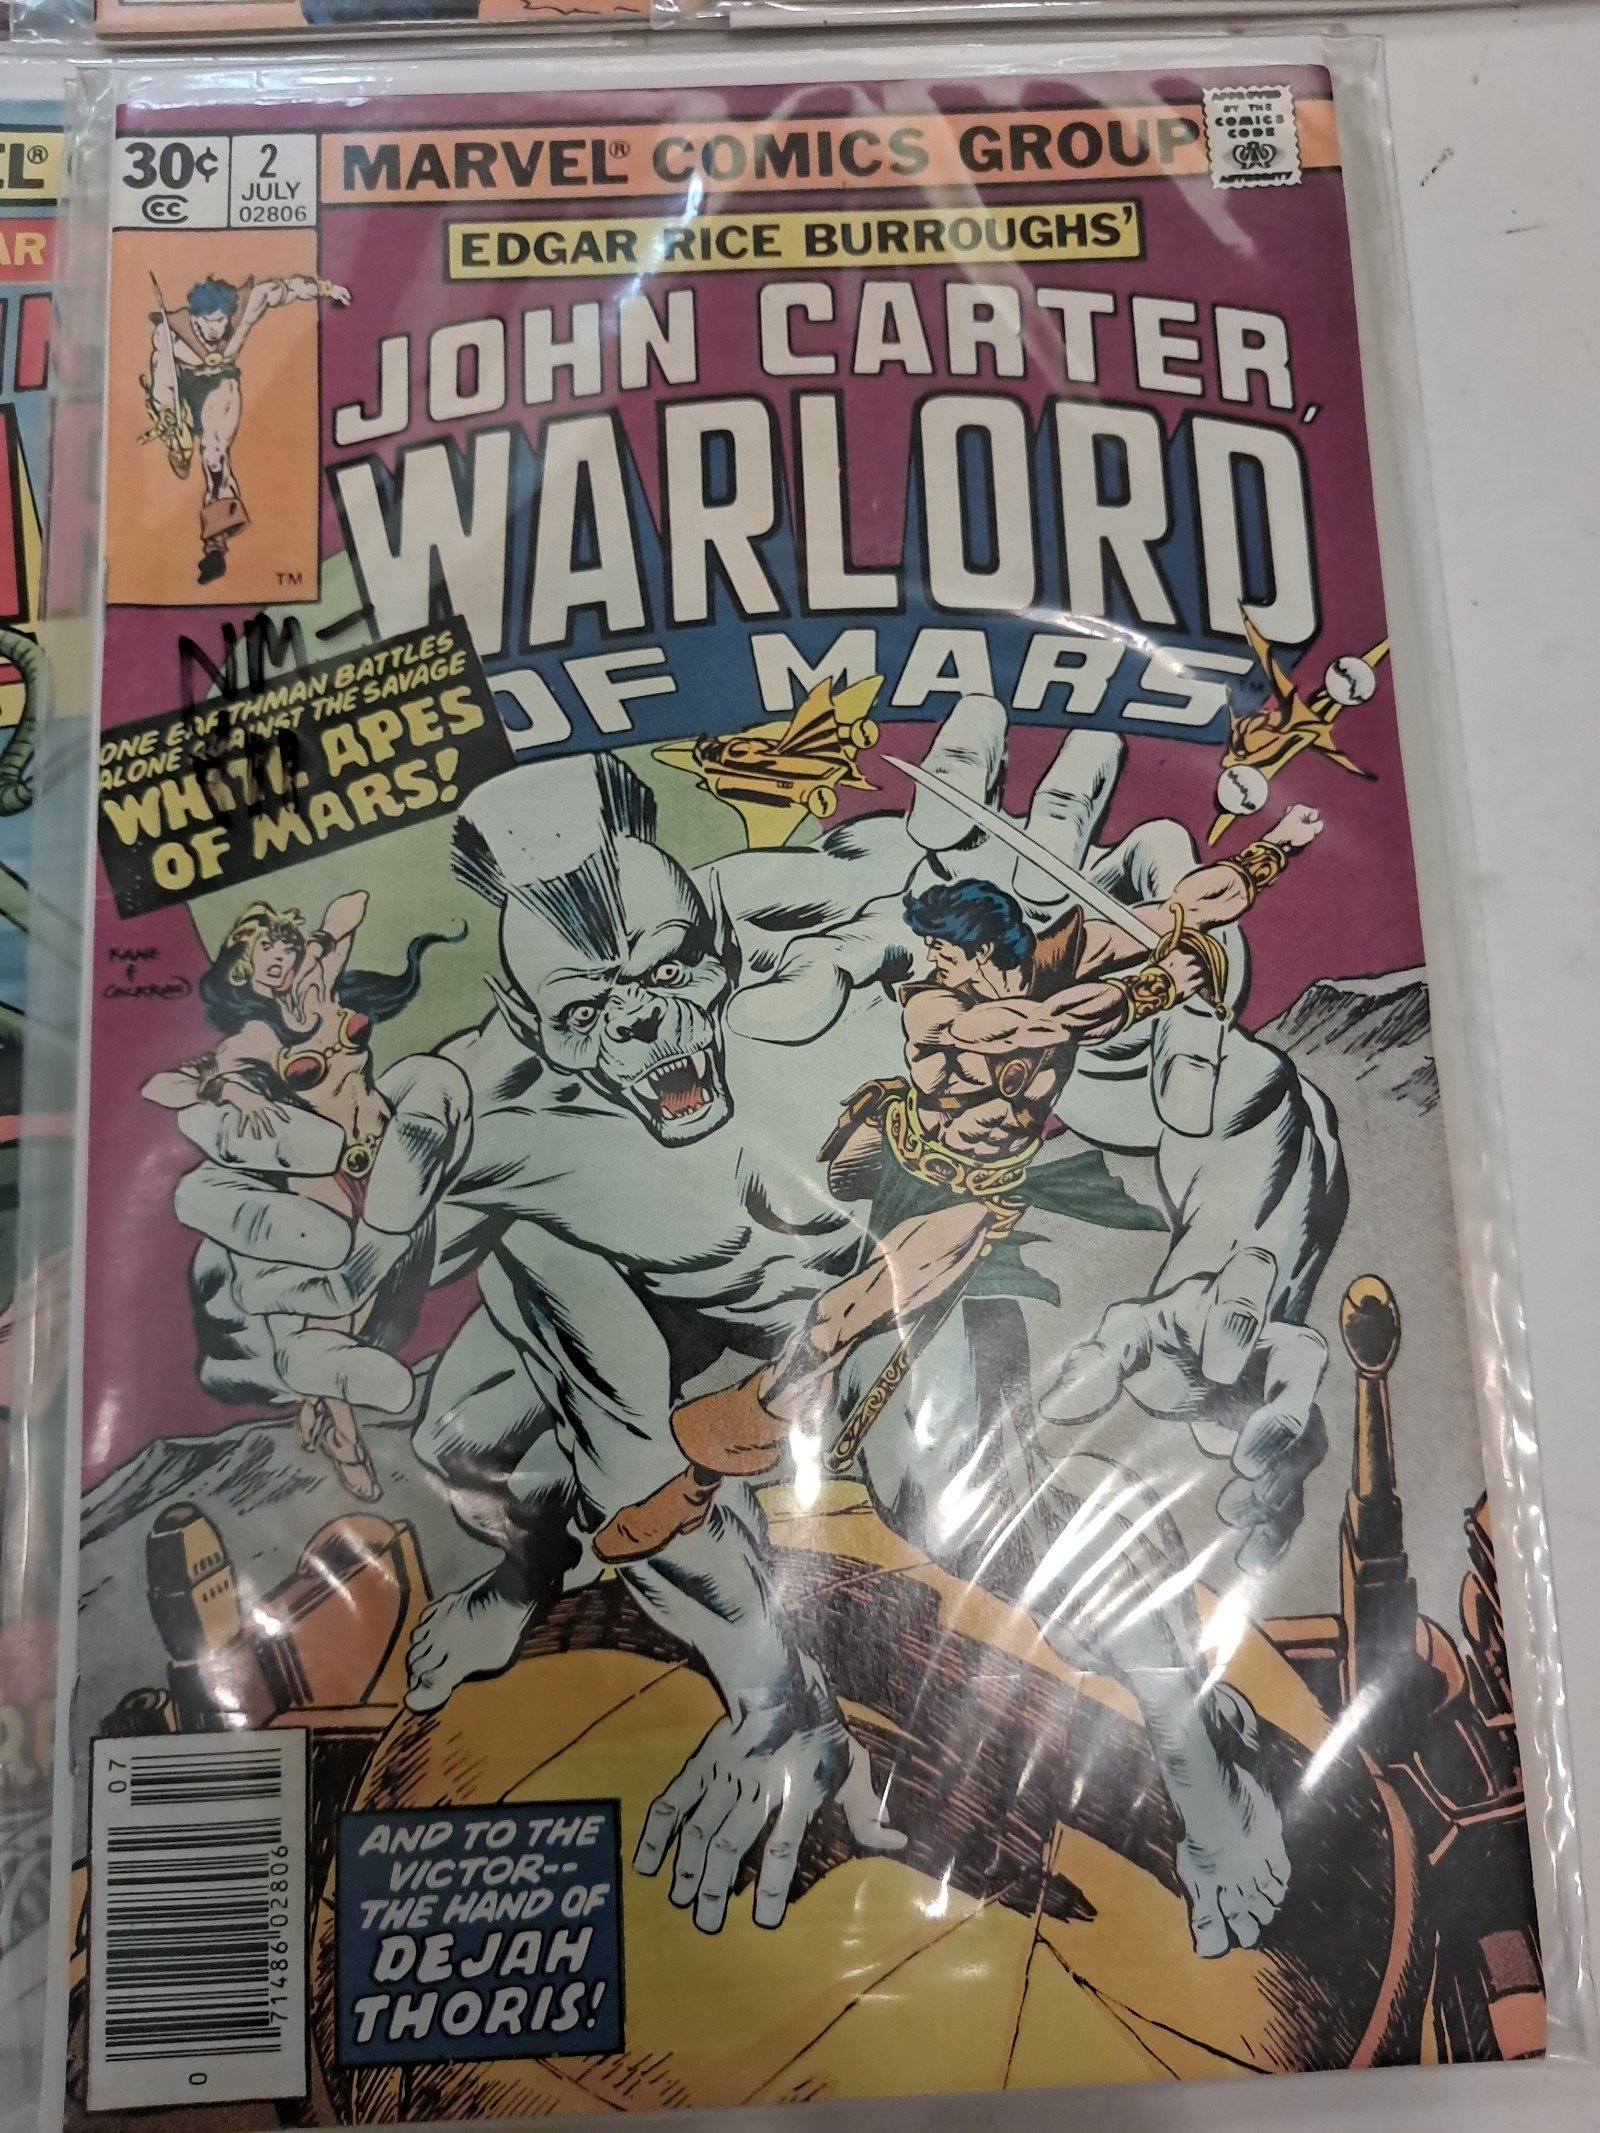 30¢
CC
2
JULY
02806
MARVEL® COMICS GROUP
APPROVED
BY THE
COMICS
CODE
AUTHORITY
EDGAR RICE BURROUGHS'
JOHN CARTER,
WARLORD
OF MARS
TM
TM
NM-
ONE EARTHMAN BATTLES
ALONE AGAINST THE SAVAGE
WHITE APES
OF MARS!
KANE
&
COCKRUM
AND TO THE
VICTOR--
THE HAND OF
DEJAH
THORIS!
07
71486 02806
0
L®
AR